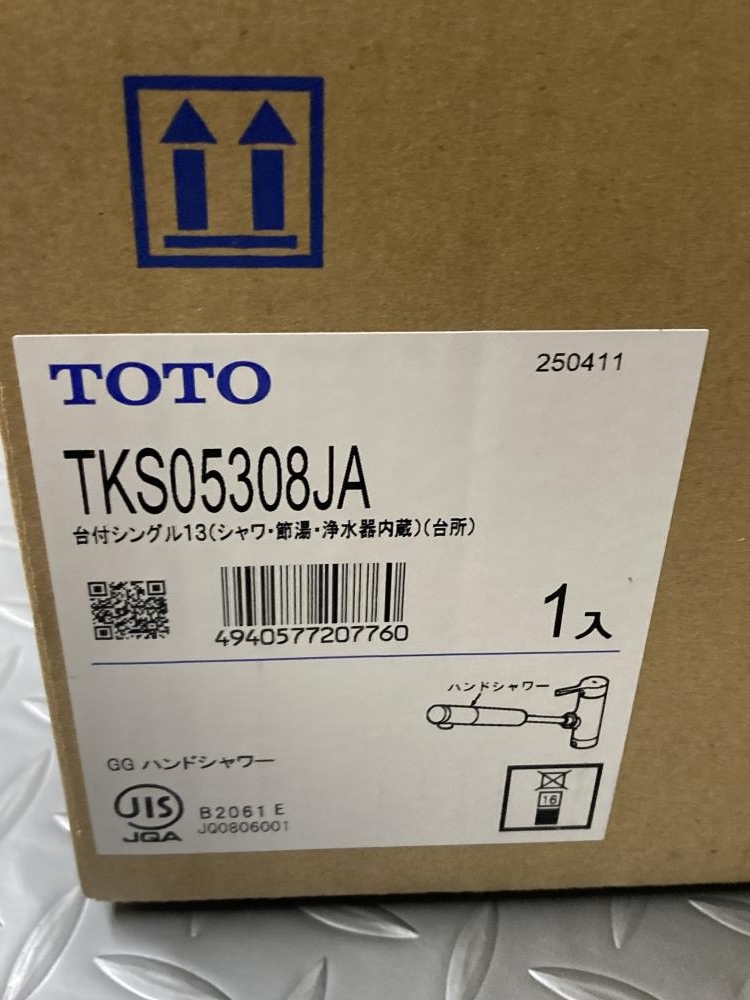 TOTO
250411
TKS05308JA
台付シングル13(シャワ・節湯・浄水器内蔵)(台所)
4940577207760
1入
ハンドシャワー
GG ハンドシャワー
JIS
B2061 E
JQA
JQ0806001
16